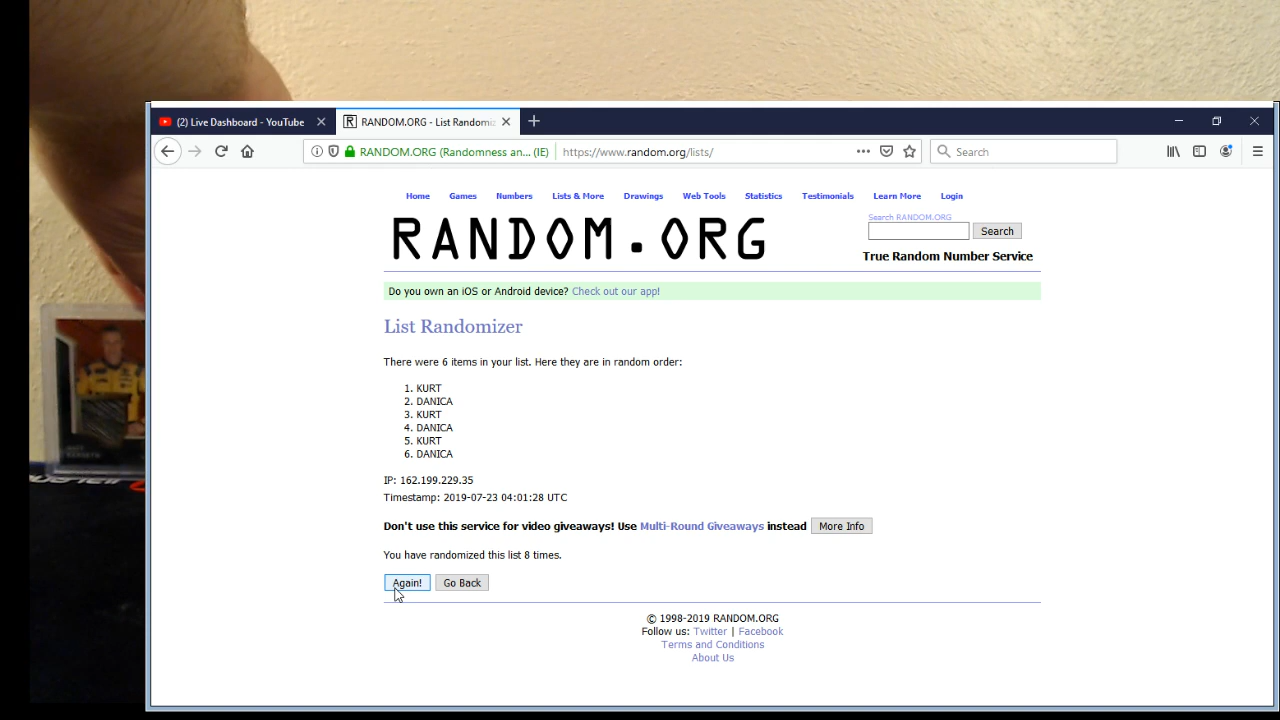 (2) Live Dashboard - YouTube
RANDOM.ORG - List Randomiz
RANDOM.ORG (Randomness an... (IE)
https://www.random.org/lists/
Search
Home Games Numbers Lists & More Drawings Web Tools Statistics Testimonials Learn More Login
RANDOM.ORG
Search RANDOM.ORG
Search
True Random Number Service
Do you own an iOS or Android device? Check out our app!
List Randomizer
There were 6 items in your list. Here they are in random order:
1. KURT
2. DANICA
3. KURT
4. DANICA
5. KURT
6. DANICA
IP: 162.199.229.35
Timestamp: 2019-07-23 04:01:28 UTC
Don't use this service for video giveaways! Use Multi-Round Giveaways instead More Info
You have randomized this list 8 times.
Again! Go Back
© 1998-2019 RANDOM.ORG
Follow us: Twitter | Facebook
Terms and Conditions
About Us